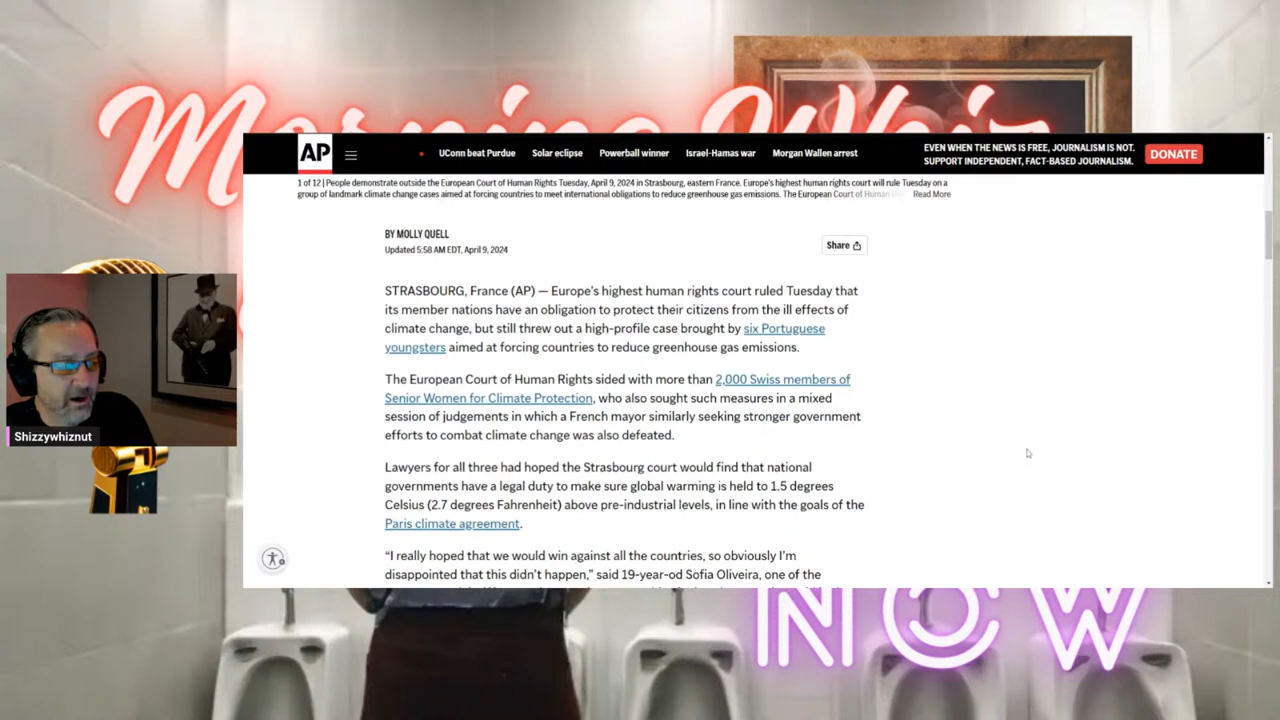 Morning Whiz
AP
UConn beat Purdue
Solar eclipse
Powerball winner
Israel-Hamas war
Morgan Wallen arrest
EVEN WHEN THE NEWS IS FREE, JOURNALISM IS NOT.
SUPPORT INDEPENDENT, FACT-BASED JOURNALISM.
DONATE
1 of 12 | People demonstrate outside the European Court of Human Rights Tuesday, April 9, 2024 in Strasbourg, eastern France. Europe's highest human rights court will rule Tuesday on a
group of landmark climate change cases aimed at forcing countries to meet international obligations to reduce greenhouse gas emissions. The European Court of Human Ri
Read More
BY MOLLY QUELL
Updated 5:58 AM EDT, April 9, 2024
Share
STRASBOURG, France (AP) — Europe's highest human rights court ruled Tuesday that
its member nations have an obligation to protect their citizens from the ill effects of
climate change, but still threw out a high-profile case brought by six Portuguese
youngsters aimed at forcing countries to reduce greenhouse gas emissions.
The European Court of Human Rights sided with more than 2,000 Swiss members of
Senior Women for Climate Protection, who also sought such measures in a mixed
session of judgements in which a French mayor similarly seeking stronger government
efforts to combat climate change was also defeated.
Lawyers for all three had hoped the Strasbourg court would find that national
governments have a legal duty to make sure global warming is held to 1.5 degrees
Celsius (2.7 degrees Fahrenheit) above pre-industrial levels, in line with the goals of the
Paris climate agreement.
“I really hoped that we would win against all the countries, so obviously I'm
disappointed that this didn't happen,” said 19-year-od Sofia Oliveira, one of the
Shizzywhiznut
NOW